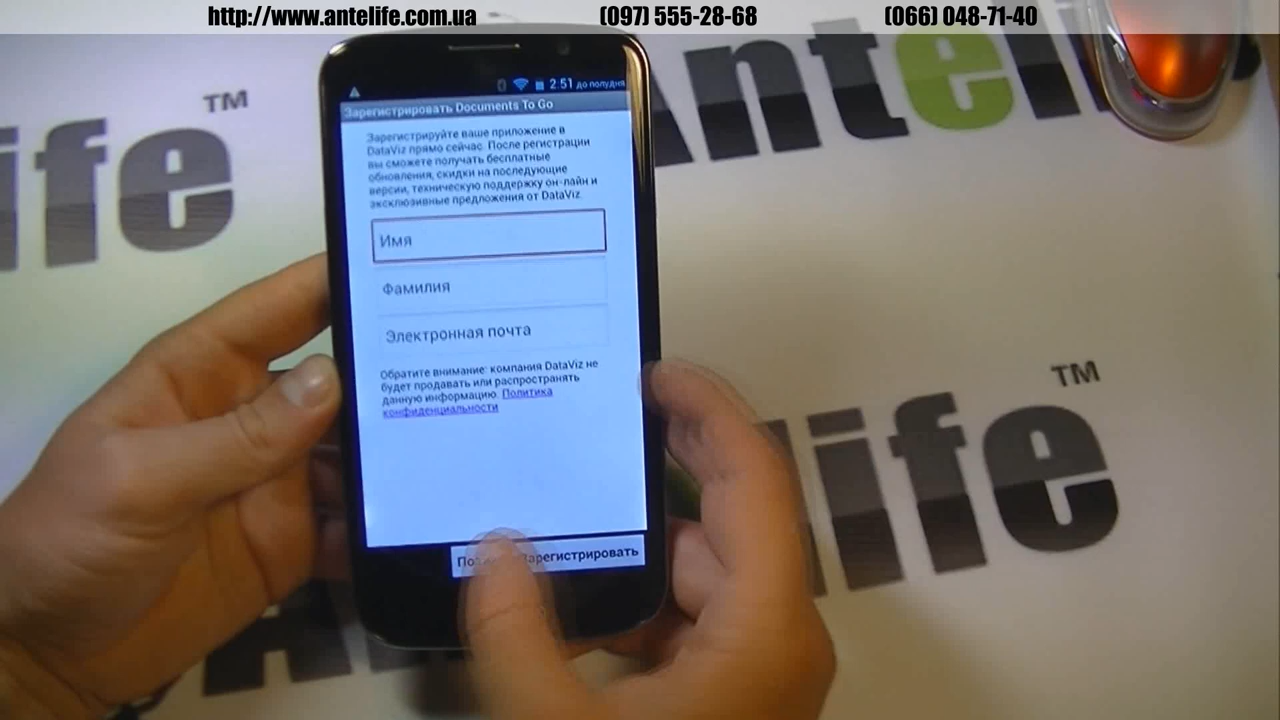 http://www.antelife.com.ua (097) 555-28-68 (066) 048-71-40
Antelif
TM
ife
2:51 до полудня
Зарегистрировать Documents To Go
Зарегистрируйте ваше приложение в
DataViz прямо сейчас. После регистрации
вы сможете получать бесплатные
обновления, скидки на последующие
версии, техническую поддержку он-лайн и
эксклюзивные предложения от DataViz.
Имя
Фамилия
Электронная почта
Обратите внимание: компания DataViz не
будет продавать или распространять
данную информацию. Политика
конфиденциальности
TM
life
Зарегистрировать